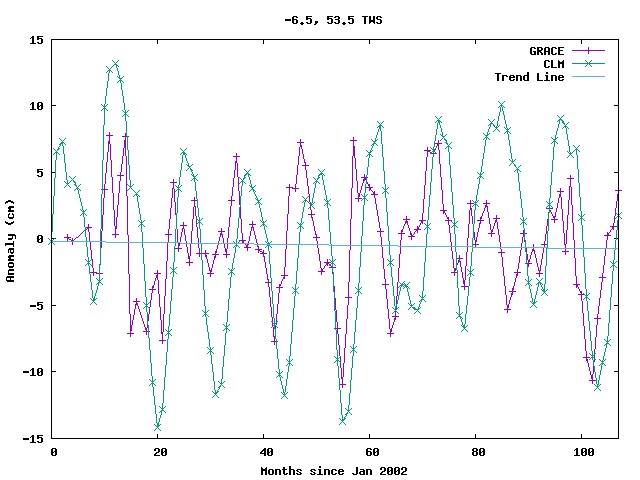 -6.5, 53.5 TWS
GRACE
CLM
Trend Line
15
10
5
0
-5
-10
-15
Anomaly (cm)
0 20 40 60 80 100
Months since Jan 2002